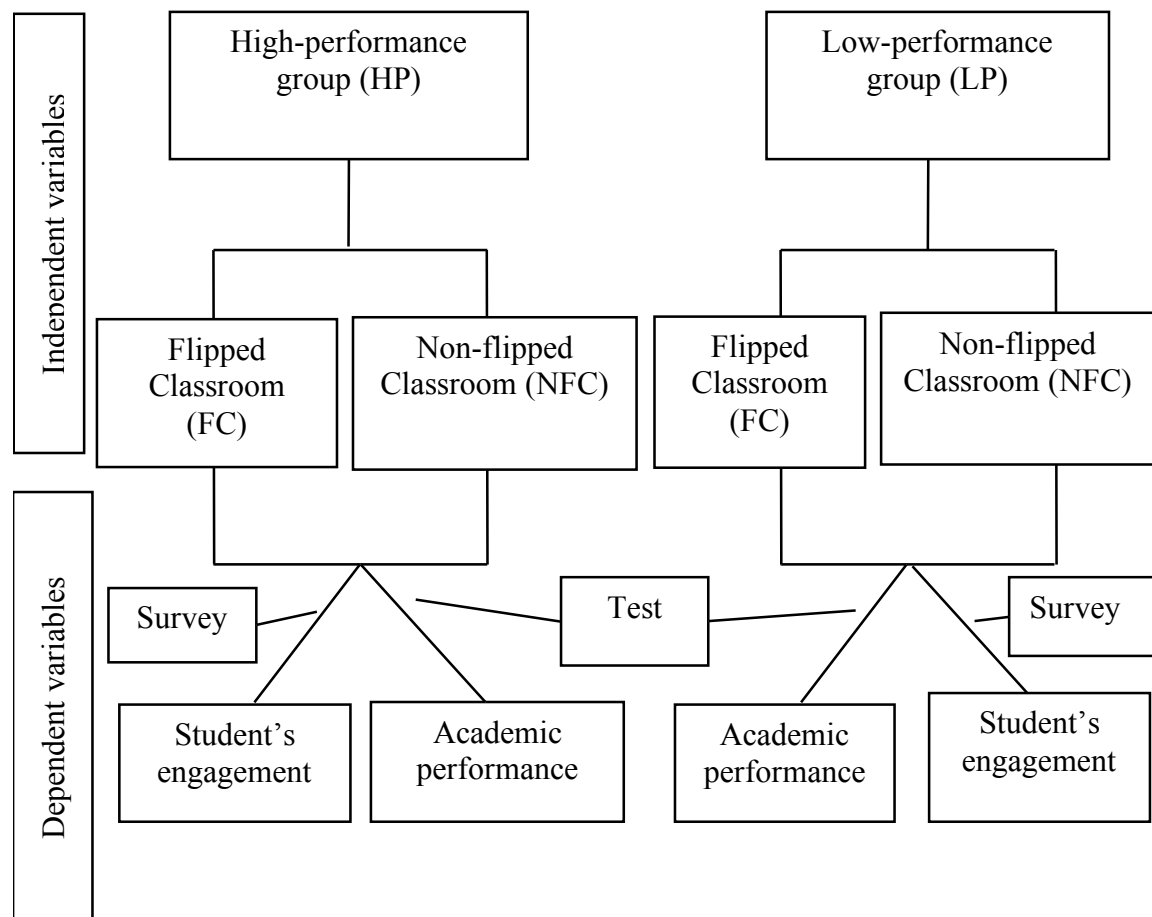 Independent variables
High-performance
group (HP)
Low-performance
group (LP)
Flipped
Classroom
(FC)
Non-flipped
Classroom (NFC)
Flipped
Classroom
(FC)
Non-flipped
Classroom (NFC)
Dependent variables
Survey
Test
Survey
Student’s
engagement
Academic
performance
Academic
performance
Student’s
engagement